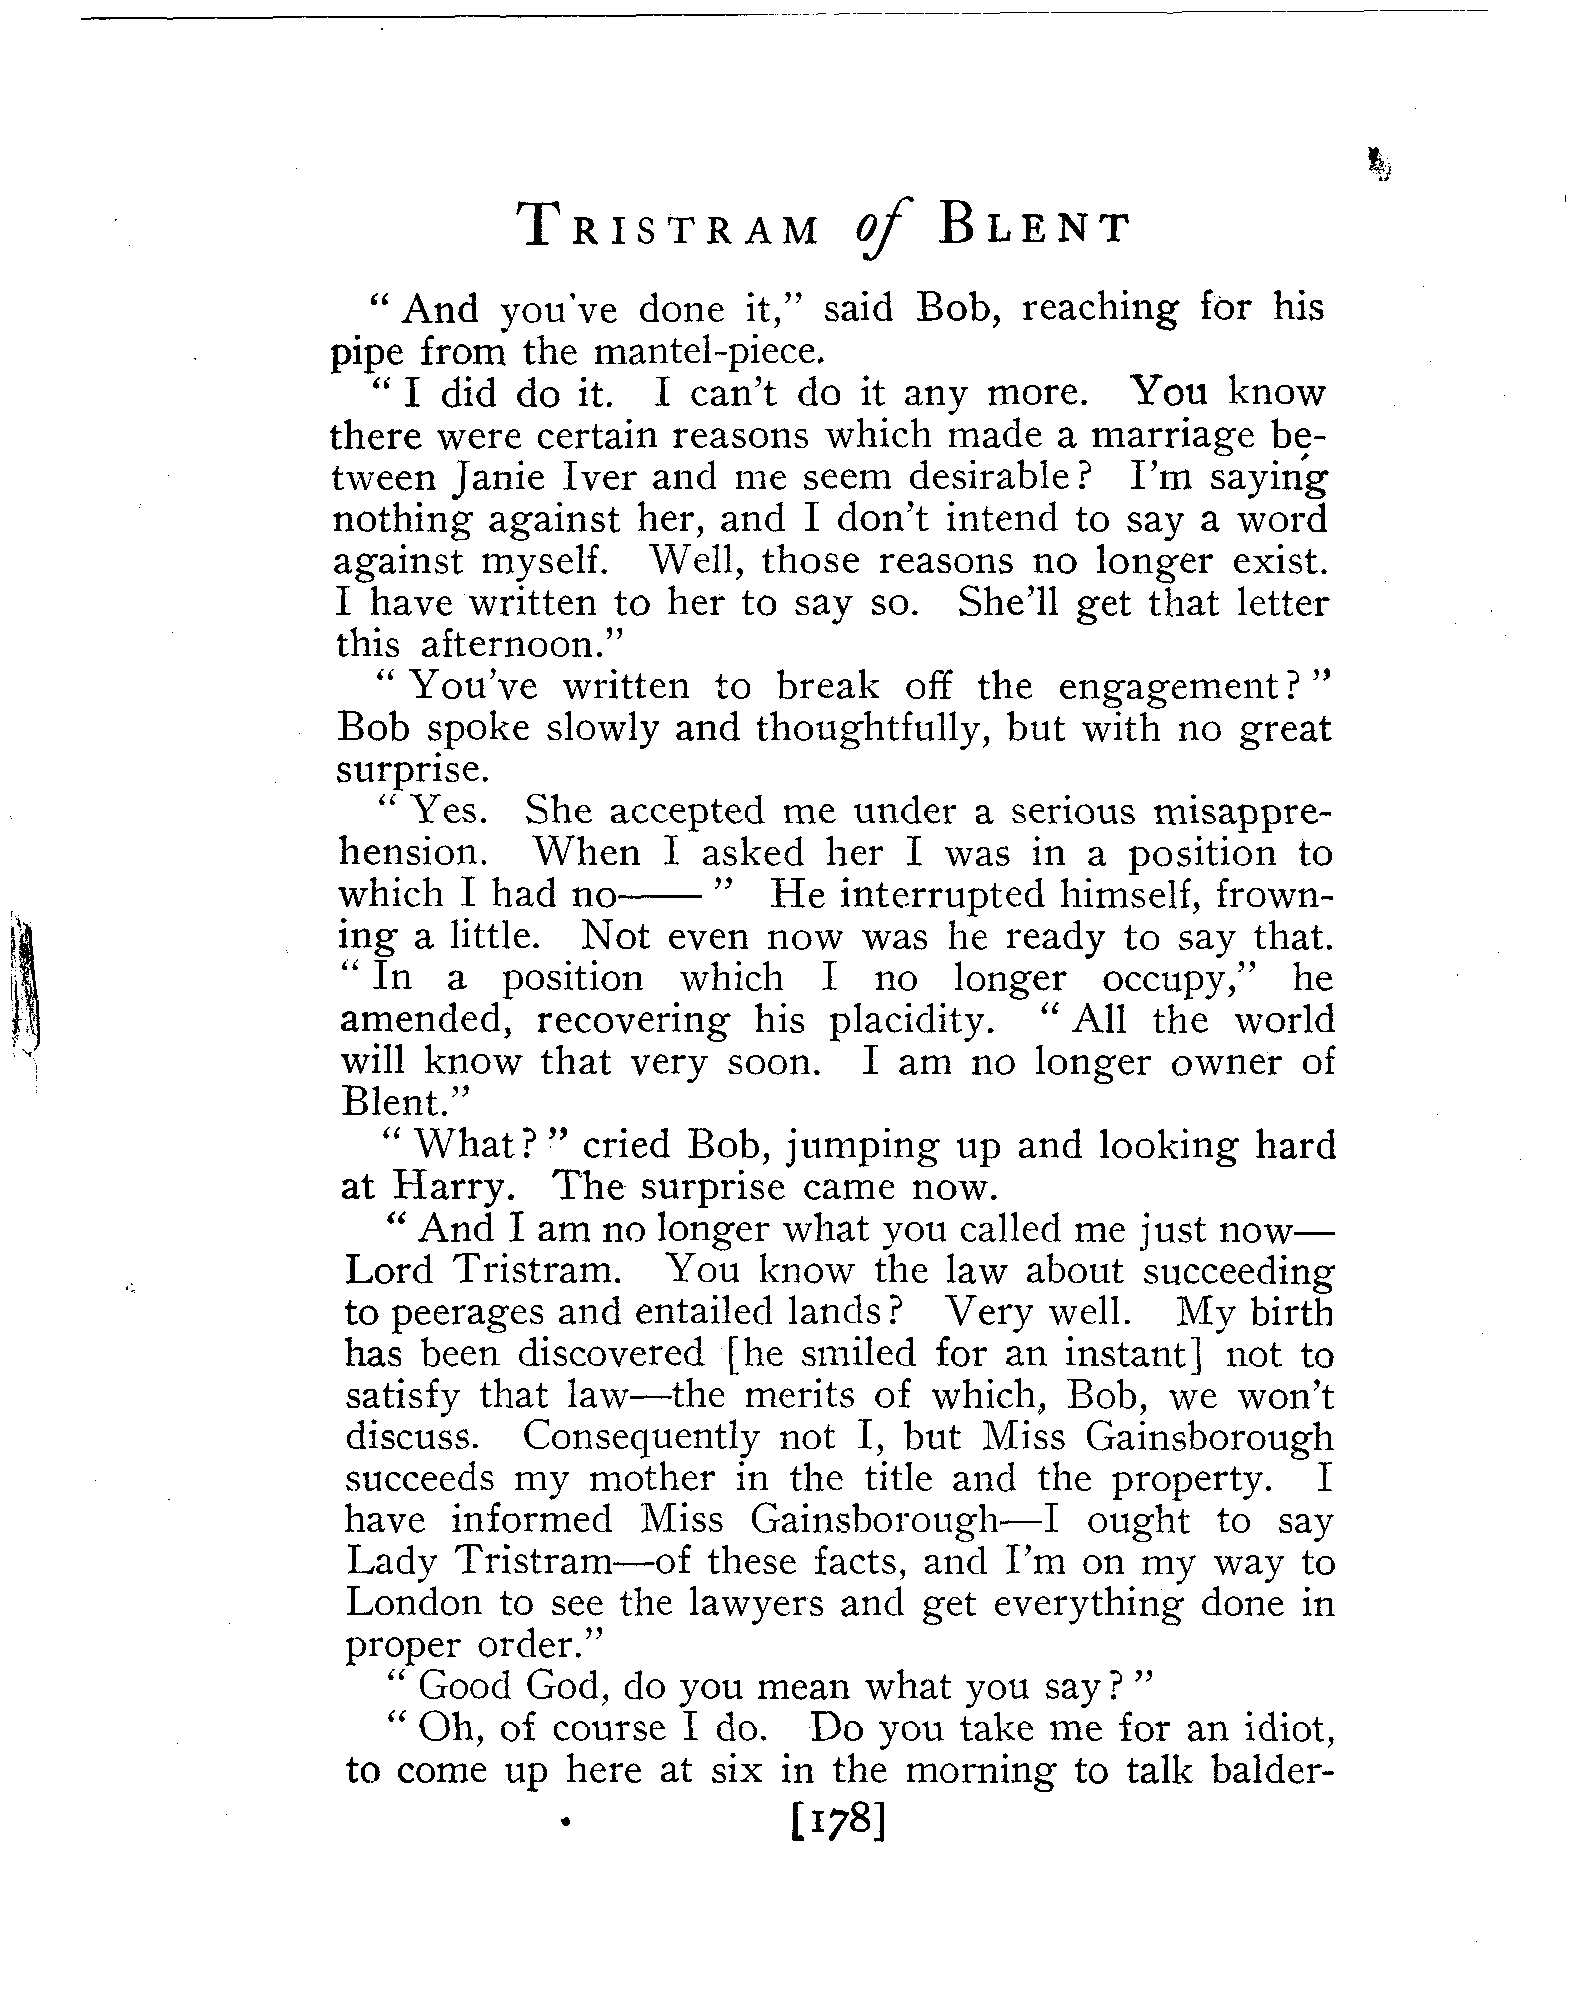 TRISTRAM of BLENT
“ And you've done it,” said Bob, reaching for his
pipe from the mantel-piece.
“ I did do it. I can't do it any more. You know
there were certain reasons which made a marriage be-
tween Janie Iver and me seem desirable? I'm saying
nothing against her, and I don't intend to say a word
against myself. Well, those reasons no longer exist.
I have written to her to say so. She'll get that letter
this afternoon.”
“ You've written to break off the engagement? ”
Bob spoke slowly and thoughtfully, but with no great
surprise.
“ Yes. She accepted me under a serious misappre-
hension. When I asked her I was in a position to
which I had no—— ” He interrupted himself, frown-
ing a little. Not even now was he ready to say that.
“ In a position which I no longer occupy,” he
amended, recovering his placidity. “ All the world
will know that very soon. I am no longer owner of
Blent.”
“ What? ” cried Bob, jumping up and looking hard
at Harry. The surprise came now.
“ And I am no longer what you called me just now—
Lord Tristram. You know the law about succeeding
to peerages and entailed lands? Very well. My birth
has been discovered [he smiled for an instant] not to
satisfy that law—the merits of which, Bob, we won't
discuss. Consequently not I, but Miss Gainsborough
succeeds my mother in the title and the property. I
have informed Miss Gainsborough—I ought to say
Lady Tristram—of these facts, and I'm on my way to
London to see the lawyers and get everything done in
proper order.”
“ Good God, do you mean what you say? ”
“ Oh, of course I do. Do you take me for an idiot,
to come up here at six in the morning to talk balder-
[178]